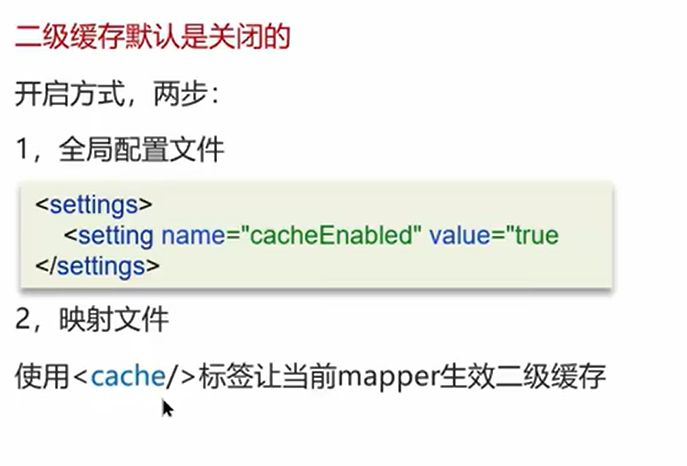 二级缓存默认是关闭的
开启方式，两步：
1，全局配置文件
<settings>
<setting name="cacheEnabled" value="true
</settings>
2，映射文件
使用<cache/>标签让当前mapper生效二级缓存